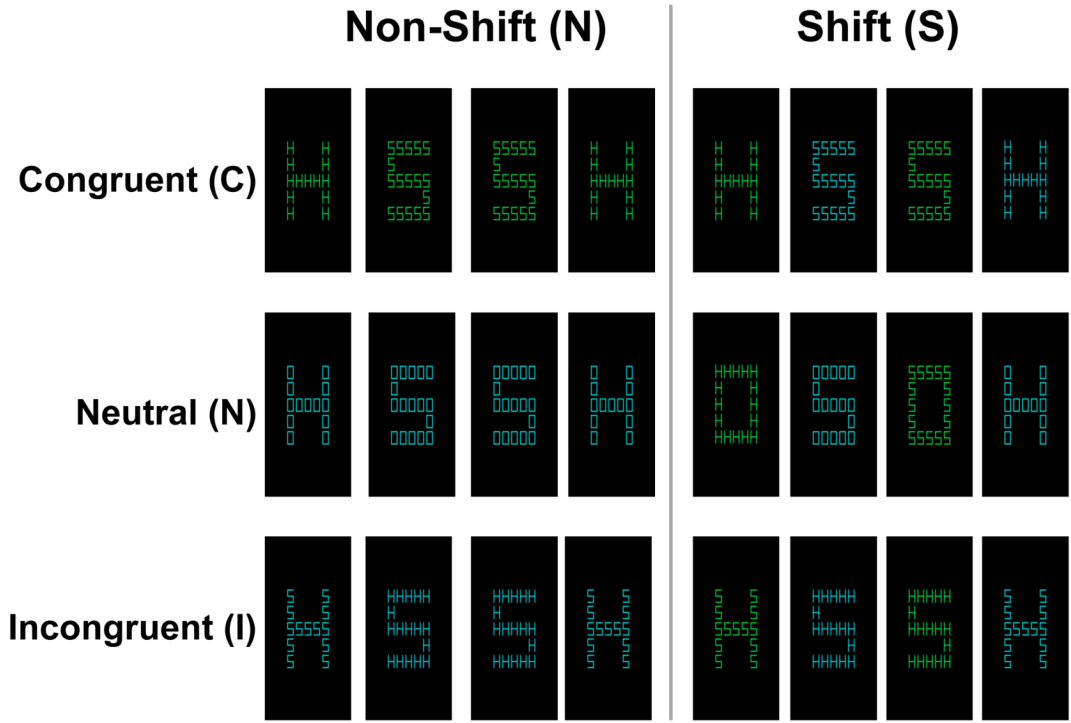 Non-Shift (N) Shift (S)
Congruent (C)
Neutral (N)
Incongruent (I)